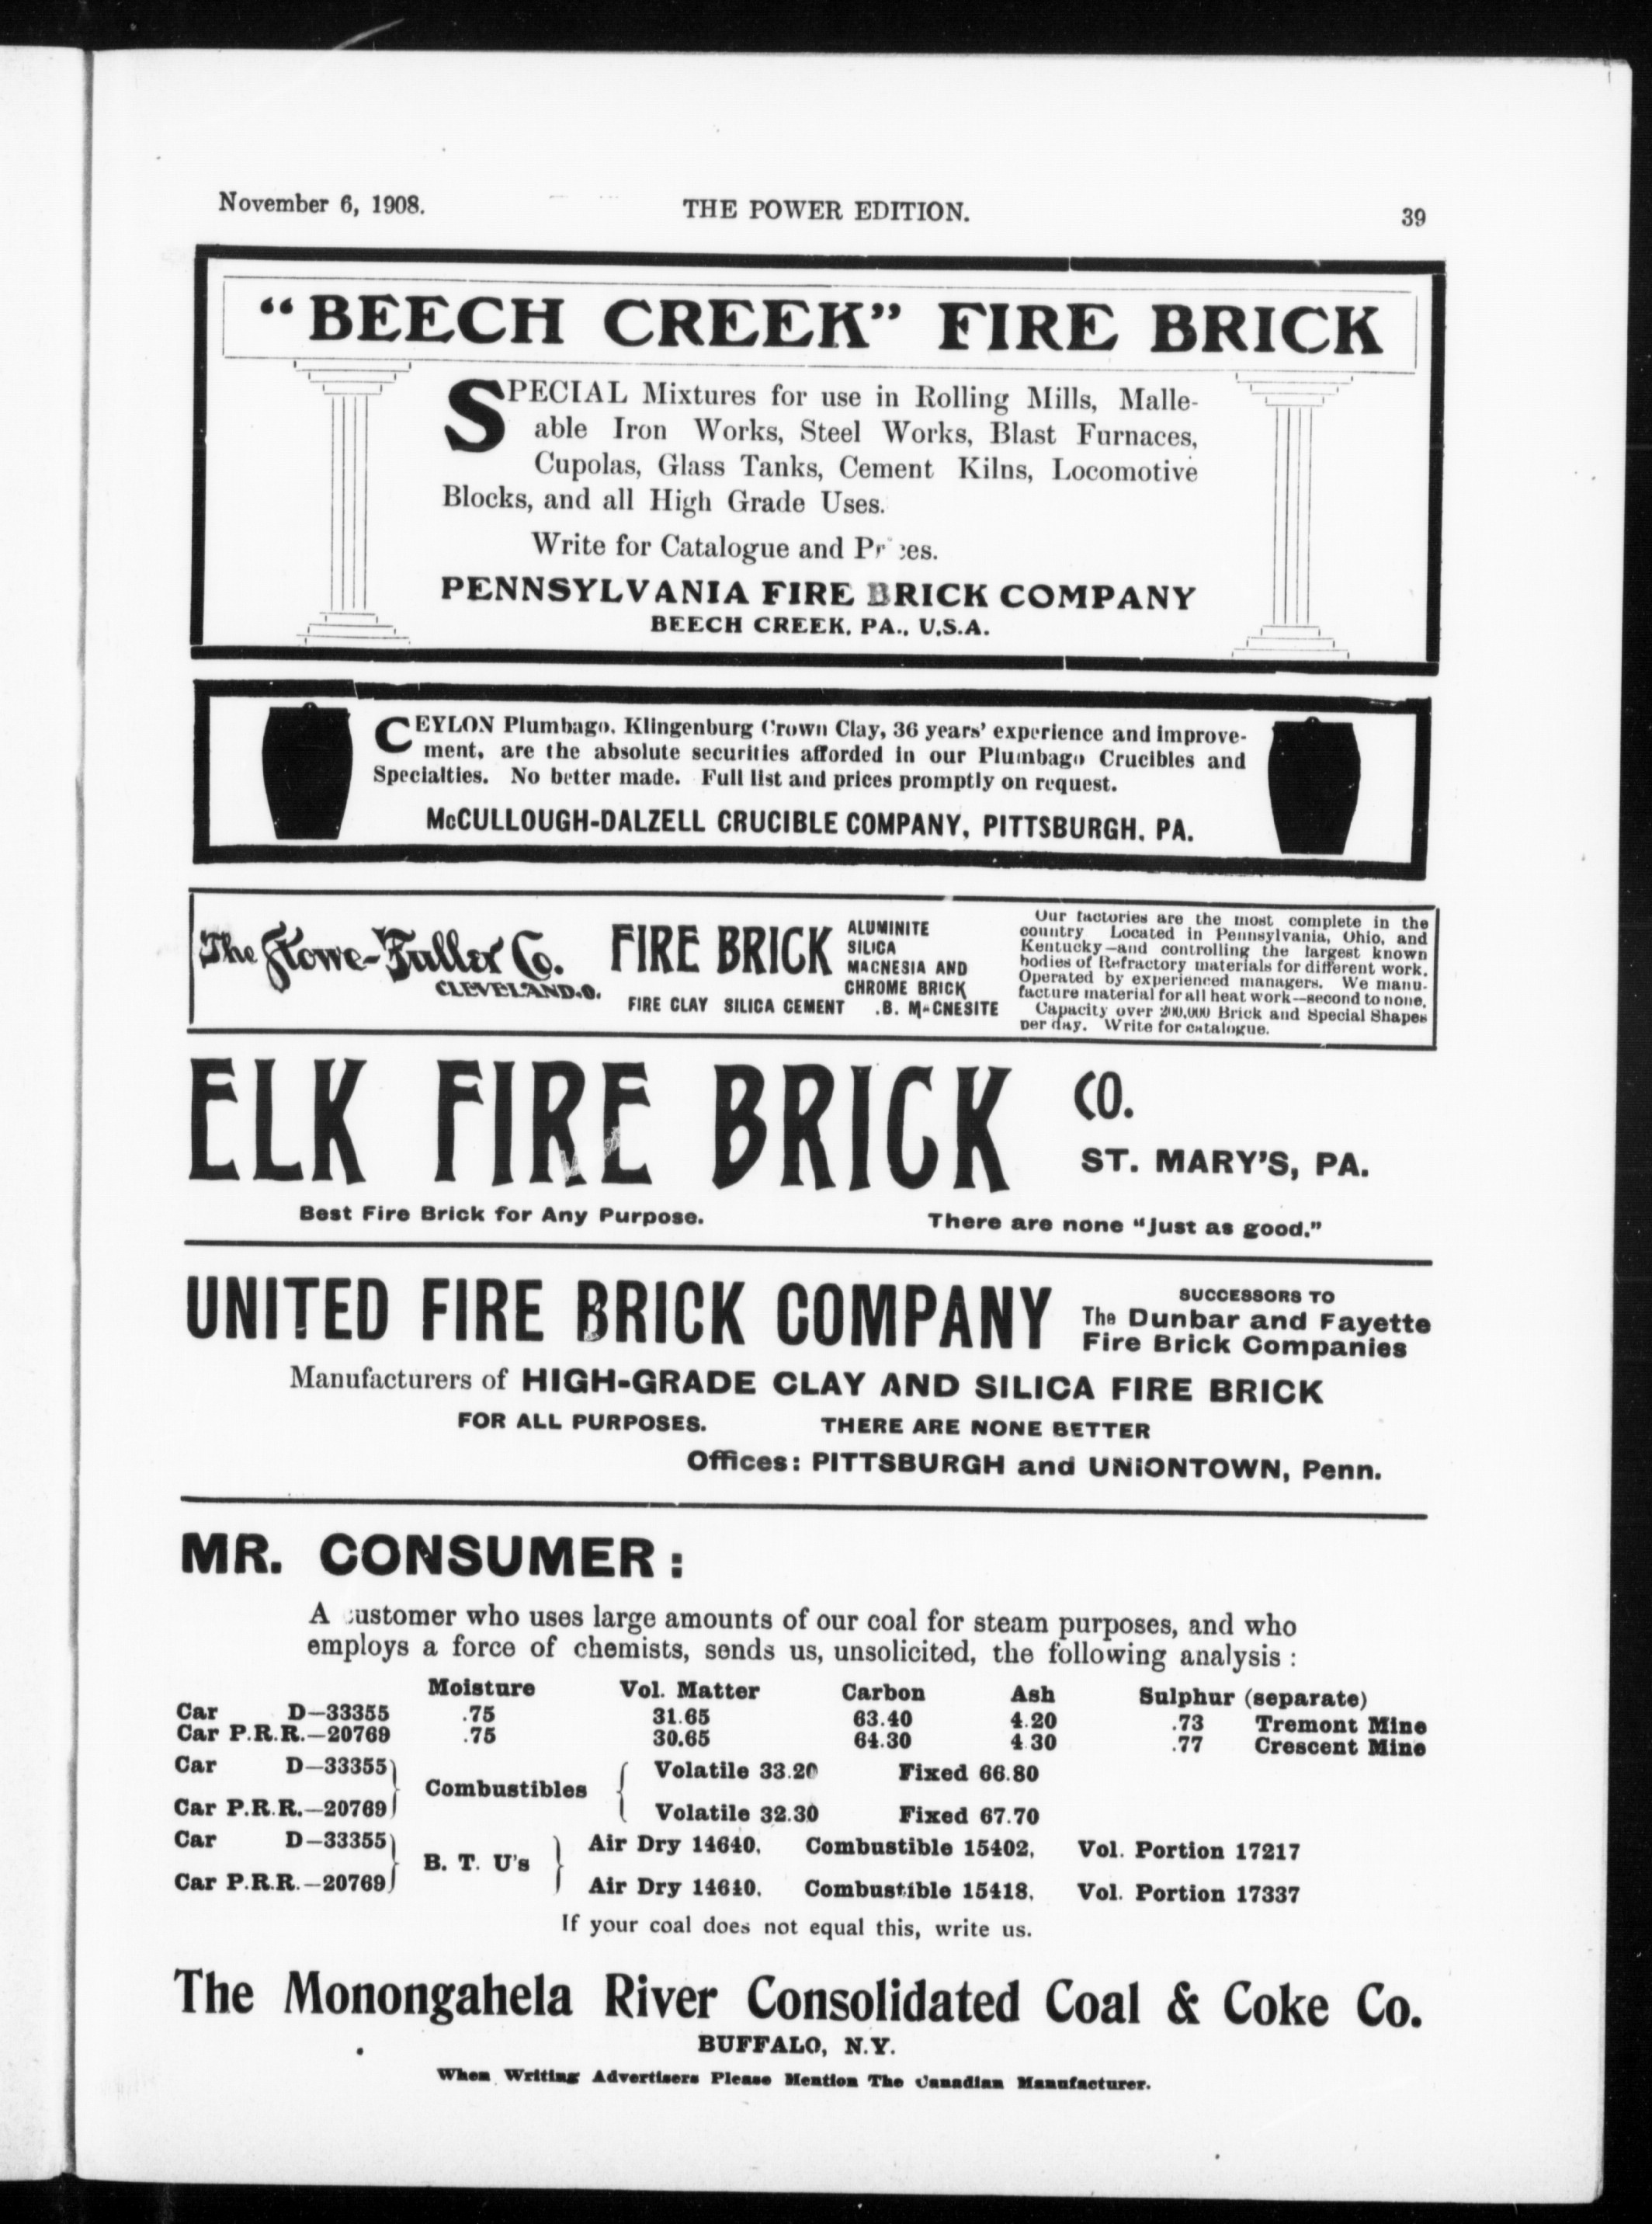 November 6, 1908. THE POWER EDITION. 39
“BEECH CREEK” FIRE BRICK
SPECIAL Mixtures for use in Rolling Mills, Malle-
able Iron Works, Steel Works, Blast Furnaces,
Cupolas, Glass Tanks, Cement Kilns, Locomotive
Blocks, and all High Grade Uses.
Write for Catalogue and
PENNSYLVANIA FIRE BRICK COMPANY
BEECH CREEK, PA., U.S.A.
CEYLON Plumbago, Klingenburg Crown Clay, 36 years’ experience and improve-
ment, are the absolute securities afforded in our Plumbago Crucibles and
Specialties. No better made. Full list and prices promptly on request.
McCULLOUGH-DALZELL CRUCIBLE COMPANY, PITTSBURGH, PA.
The Stowe-Fuller Co.
CLEVELAND.O.
FIRE BRICK
ALUMINITE
SILICA
MAGNESIA AND
CHROME BRICK
FIRE CLAY SILICA CEMENT .B. MAGNESITE
Our factories are the most complete in the
country Located in Pennsylvania, Ohio, and
Kentucky—and controlling the largest known
bodies of Refractory materials for different work.
Operated by experienced managers. We manu-
facture material for all heat work—second to none.
Capacity over 200,000 Brick and Special Shapes
per day. Write for catalogue.
ELK FIRE BRICK CO.
ST. MARY’S, PA.
Best Fire Brick for Any Purpose. There are none “just as good.”
UNITED FIRE BRICK COMPANY
SUCCESSORS TO
The Dunbar and Fayette
Fire Brick Companies
Manufacturers of HIGH-GRADE CLAY AND SILICA FIRE BRICK
FOR ALL PURPOSES. THERE ARE NONE BETTER
Offices: PITTSBURGH and UNIONTOWN, Penn.
MR. CONSUMER:
A customer who uses large amounts of our coal for steam purposes, and who
employs a force of chemists, sends us, unsolicited, the following analysis :
Moisture Vol. Matter Carbon Ash Sulphur (separate)
Car D—33355 .75 31.65 63.40 4.20 .73 Tremont Mine
Car P.R.R.—20769 .75 30.65 64.30 4 30 .77 Crescent Mine
Car D—33355 Volatile 33.20 Fixed 66.80
Combustibles
Car P.R.R.—20769 Volatile 32.30 Fixed 67.70
Car D—33355 Air Dry 14640, Combustible 15402, Vol. Portion 17217
B. T. U's
Car P.R.R.—20769 Air Dry 14640, Combustible 15418, Vol. Portion 17337
If your coal does not equal this, write us.
The Monongahela River Consolidated Coal & Coke Co.
BUFFALO, N.Y.
When Writing Advertisers Please Mention The Canadian Manufacturer.